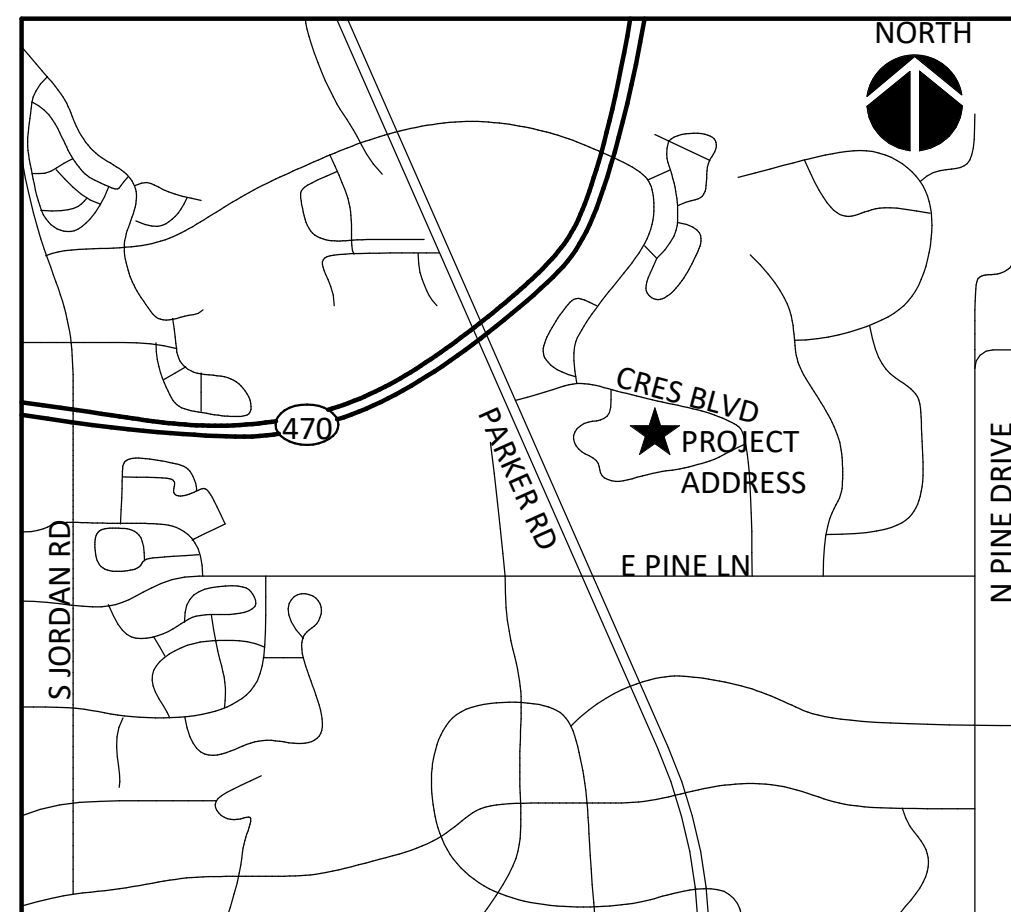 NORTH
CRES BLVD
470
PARKER RD
PROJECT
ADDRESS
N PINE DRIVE
E PINE LN
S JORDAN RD